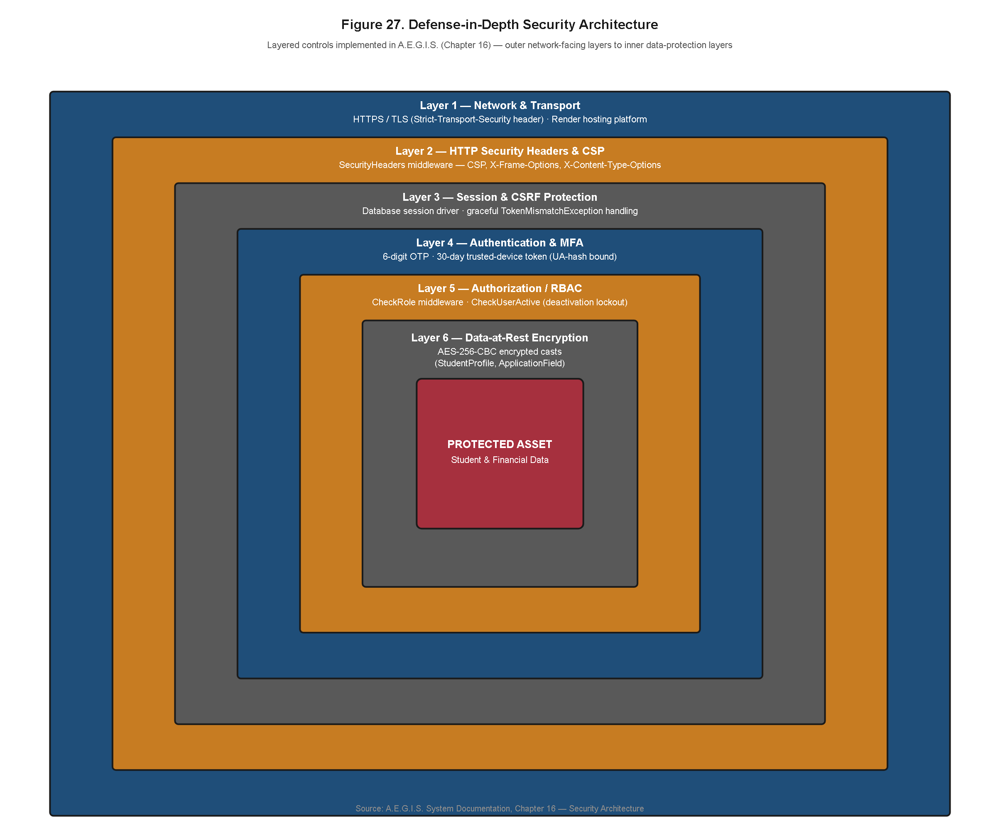 Figure 27. Defense-in-Depth Security Architecture
Layered controls implemented in A.E.G.I.S. (Chapter 16) — outer network-facing layers to inner data-protection layers
Layer 1 — Network & Transport
HTTPS / TLS (Strict-Transport-Security header) · Render hosting platform
Layer 2 — HTTP Security Headers & CSP
SecurityHeaders middleware — CSP, X-Frame-Options, X-Content-Type-Options
Layer 3 — Session & CSRF Protection
Database session driver · graceful TokenMismatchException handling
Layer 4 — Authentication & MFA
6-digit OTP · 30-day trusted-device token (UA-hash bound)
Layer 5 — Authorization / RBAC
CheckRole middleware · CheckUserActive (deactivation lockout)
Layer 6 — Data-at-Rest Encryption
AES-256-CBC encrypted casts
(StudentProfile, ApplicationField)
PROTECTED ASSET
Student & Financial Data
Source: A.E.G.I.S. System Documentation, Chapter 16 — Security Architecture